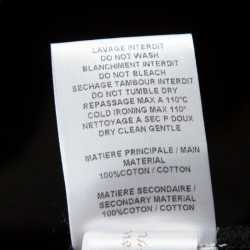 LAVAGE INTERDIT
DO NOT WASH
BLANCHIMENT INTERDIT
DO NOT BLEACH
SECHAGE TAMBOUR INTERDIT
DO NOT TUMBLE DRY
REPASSAGE MAX A 110°C
COLD IRONING MAX 110°
NETTOYAGE A SEC P DOUX
DRY CLEAN GENTLE
MATIERE PRINCIPALE / MAIN
MATERIAL
100%COTON / COTTON
MATIERE SECONDAIRE /
SECONDARY MATERIAL
100%COTON / COTTON